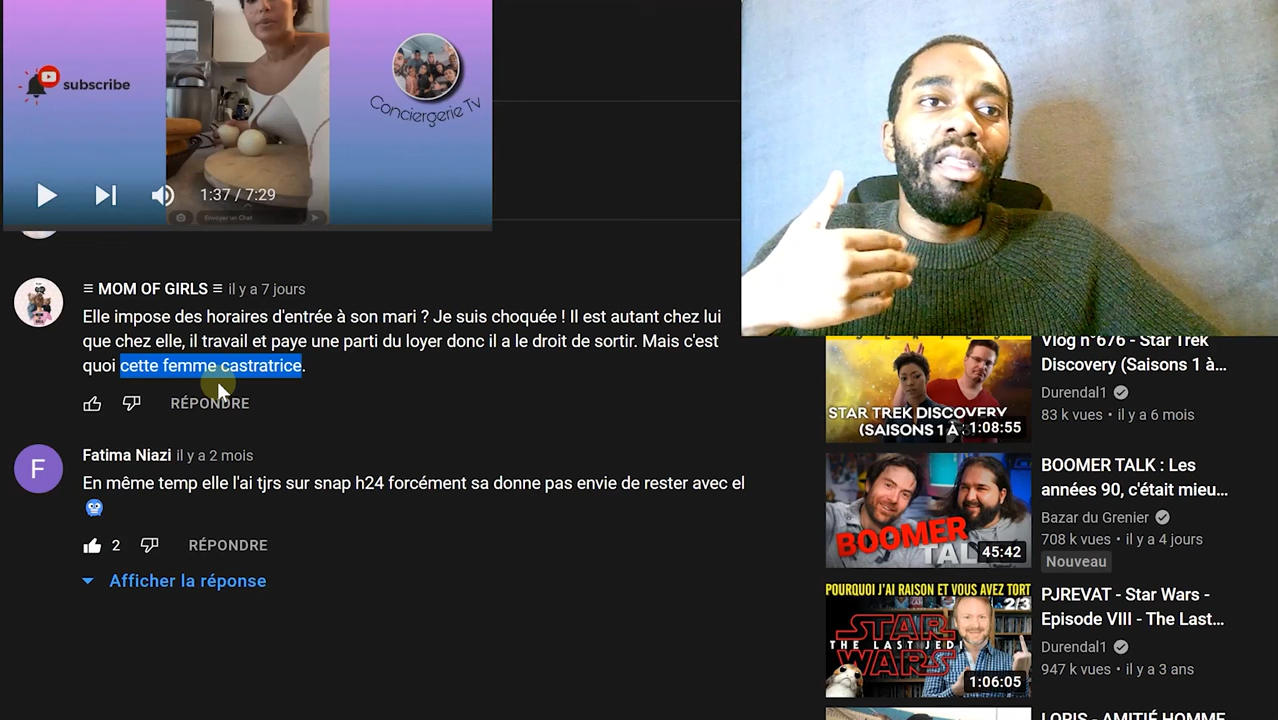 subscribe
Conciergerie Tv
1:37 / 7:29
Envoyer un Chat
≡ MOM OF GIRLS ≡ il y a 7 jours
Elle impose des horaires d'entrée à son mari ? Je suis choquée ! Il est autant chez lui
que chez elle, il travail et paye une parti du loyer donc il a le droit de sortir. Mais c'est
quoi cette femme castratrice.
RÉPONDRE
F
Fatima Niazi il y a 2 mois
En même temp elle l'ai tjrs sur snap h24 forcément sa donne pas envie de rester avec el
2
RÉPONDRE
Afficher la réponse
STAR TREK DISCOVERY
(SAISONS 1 À
1:08:55
Vlog n°676 - Star Trek
Discovery (Saisons 1 à...
Durendal1
83 k vues • il y a 6 mois
BOOMER
TALK
45:42
BOOMER TALK : Les
années 90, c'était mieu...
Bazar du Grenier
708 k vues • il y a 4 jours
Nouveau
POURQUOI J'AI RAISON ET VOUS AVEZ TORT
2/3
STAR
THE LAST JEDI
WARS
1:06:05
PJREVAT - Star Wars -
Episode VIII - The Last...
Durendal1
947 k vues • il y a 3 ans
LORIS - AMITIÉ HOMME